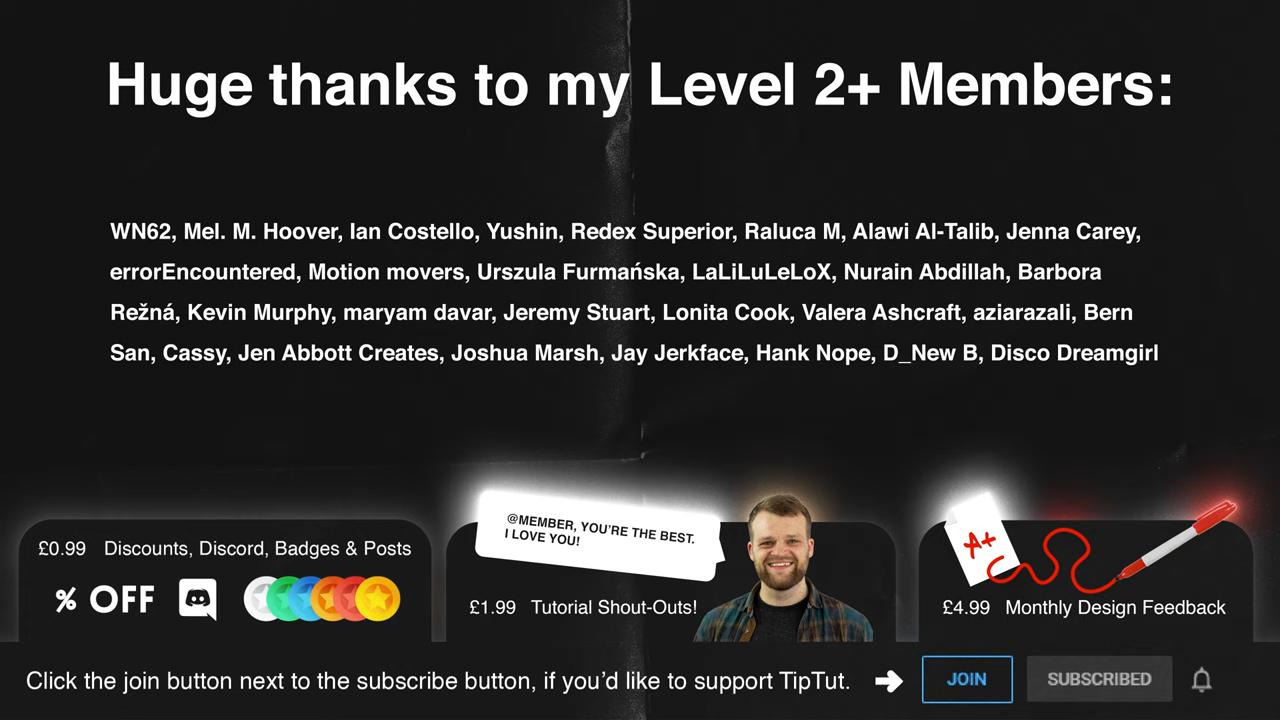 Huge thanks to my Level 2+ Members:
WN62, Mel. M. Hoover, Ian Costello, Yushin, Redex Superior, Raluca M, Alawi Al-Talib, Jenna Carey,
errorEncountered, Motion movers, Urszula Furmańska, LaLiLuLeLoX, Nurain Abdillah, Barbora
Režná, Kevin Murphy, maryam davar, Jeremy Stuart, Lonita Cook, Valera Ashcraft, aziarazali, Bern
San, Cassy, Jen Abbott Creates, Joshua Marsh, Jay Jerkface, Hank Nope, D_New B, Disco Dreamgirl
£0.99 Discounts, Discord, Badges & Posts
% OFF
@MEMBER, YOU'RE THE BEST.
I LOVE YOU!
£1.99 Tutorial Shout-Outs!
A+
£4.99 Monthly Design Feedback
Click the join button next to the subscribe button, if you'd like to support TipTut.
JOIN
SUBSCRIBED